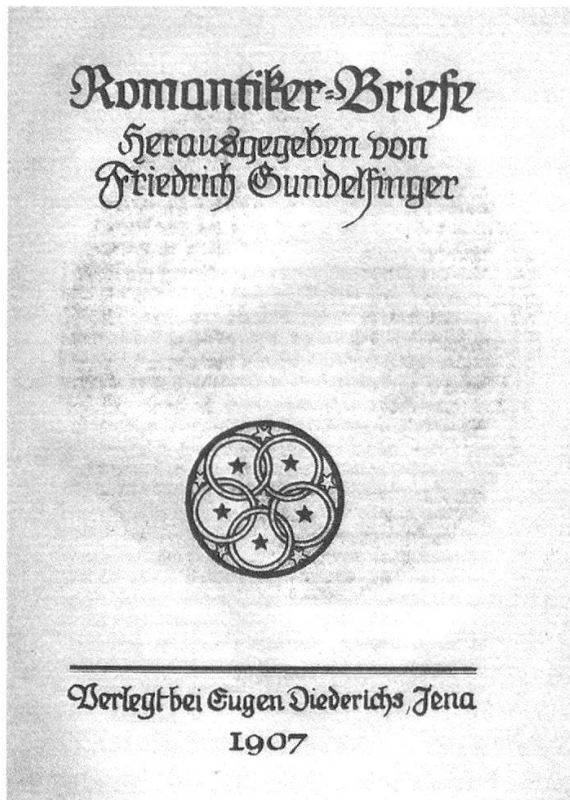 Romantiker-Briefe
Herausgegeben von
Friedrich Gundelfinger
Verlegt bei Eugen Diederichs, Jena
1907